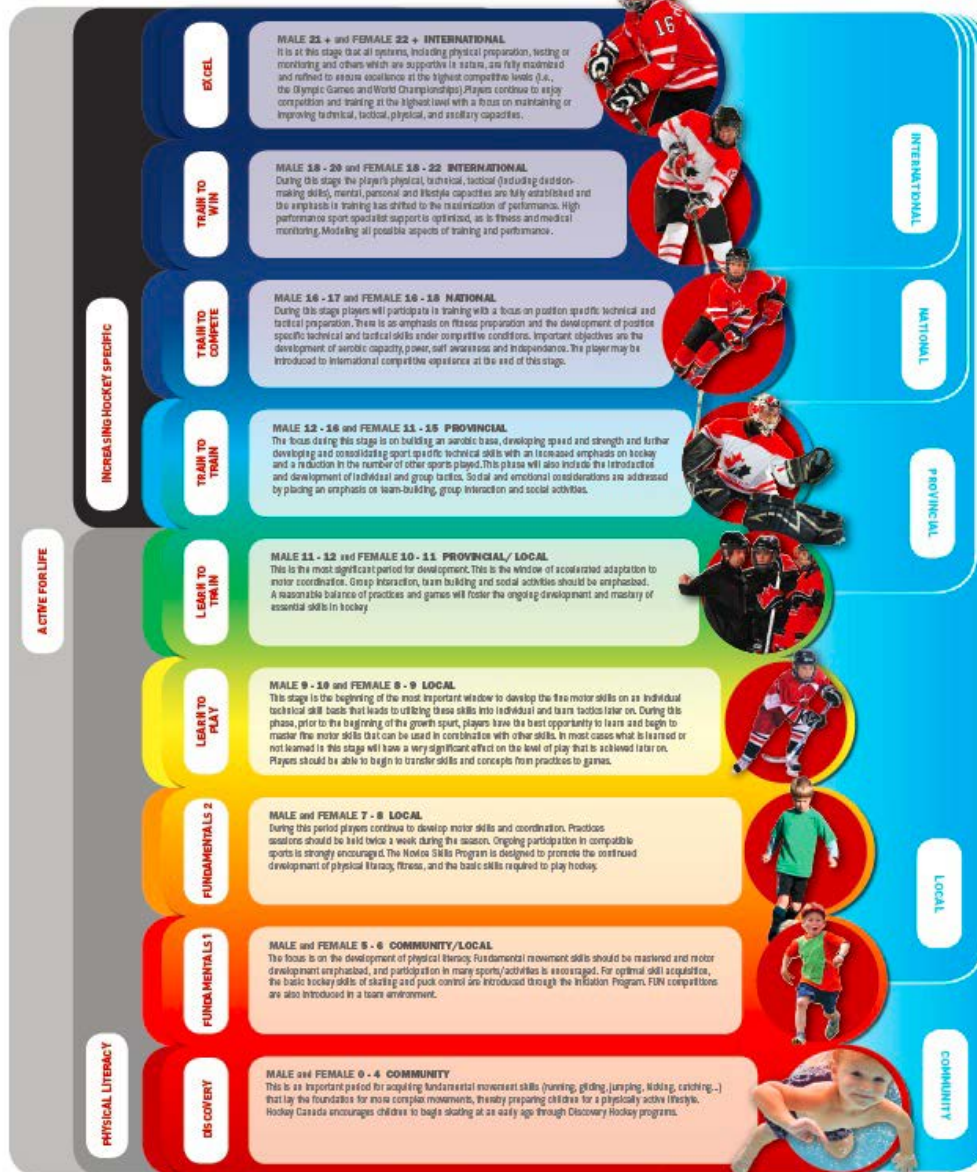 ACTIVE FOR LIFE
INCREASING HOCKEY SPECIFIC
PHYSICAL LITERACY
EXCEL
MALE 21 + and FEMALE 22 + INTERNATIONAL
It is at this stage that all systems, including physical preparation, testing or
monitoring and others which are supportive in nature, are fully maximized
and refined to ensure excellence at the highest competitive levels (i.e.,
the Olympic Games and World Championships).Players continue to enjoy
competition and training at the highest level with a focus on maintaining or
improving technical, tactical, physical, and ancillary capacities.
TRAIN TO
WIN
MALE 18 - 20 and FEMALE 18 - 22 INTERNATIONAL
During this stage the player's physical, technical, tactical (including decision-
making skills), mental, personal and lifestyle capacities are fully established and
the emphasis in training has shifted to the maximization of performance. High
performance sport specialist support is optimized, as is fitness and medical
monitoring. Modeling all possible aspects of training and performance.
TRAIN TO
COMPETE
MALE 16 - 17 and FEMALE 16 - 18 NATIONAL
During this stage players will participate in training with a focus on position specific technical and
tactical preparation. There is as emphasis on fitness preparation and the development of position
specific technical and tactical skills under competitive conditions. Important objectives are the
development of aerobic capacity, power, self awareness and independence. The player may be
introduced to international competitive experience at the end of this stage.
TRAIN TO
TRAIN
MALE 12 - 16 and FEMALE 11 - 15 PROVINCIAL
The focus during this stage is on building an aerobic base, developing speed and strength and further
developing and consolidating sport specific technical skills with an increased emphasis on hockey
and a reduction in the number of other sports played. This phase will also include the introduction
and development of individual and group tactics. Social and emotional considerations are addressed
by placing an emphasis on team-building, group interaction and social activities.
LEARN TO
TRAIN
MALE 11 - 12 and FEMALE 10 - 11 PROVINCIAL/ LOCAL
This is the most significant period for development. This is the window of accelerated adaptation to
motor coordination. Group interaction, team building and social activities should be emphasized.
A reasonable balance of practices and games will foster the ongoing development and mastery of
essential skills in hockey.
LEARN TO
PLAY
MALE 9 - 10 and FEMALE 8 - 9 LOCAL
This stage is the beginning of the most important window to develop the fine motor skills on an individual
technical skill basis that leads to utilizing these skills into individual and team tactics later on. During this
phase, prior to the beginning of the growth spurt, players have the best opportunity to learn and begin to
master fine motor skills that can be used in combination with other skills. In most cases what is learned or
not learned in this stage will have a very significant effect on the level of play that is achieved later on.
Players should be able to begin to transfer skills and concepts from practices to games.
FUNDAMENTALS 2
MALE and FEMALE 7 - 8 LOCAL
During this period players continue to develop motor skills and coordination. Practices
sessions should be held twice a week during the season. Ongoing participation in compatible
sports is strongly encouraged. The Novice Skills Program is designed to promote the continued
development of physical literacy, fitness, and the basic skills required to play hockey.
FUNDAMENTALS 1
MALE and FEMALE 5 - 6 COMMUNITY/LOCAL
The focus is on the development of physical literacy. Fundamental movement skills should be mastered and motor
development emphasized, and participation in many sports/activities is encouraged. For optimal skill acquisition,
the basic hockey skills of skating and puck control are introduced through the Initiation Program. FUN competitions
are also introduced in a team environment.
DISCOVERY
MALE and FEMALE 0 - 4 COMMUNITY
This is an important period for acquiring fundamental movement skills (running, gliding, jumping, kicking, catching...)
that lay the foundation for more complex movements, thereby preparing children for a physically active lifestyle.
Hockey Canada encourages children to begin skating at an early age through Discovery Hockey programs.
INTERNATIONAL
NATIONAL
PROVINCIAL
LOCAL
COMMUNITY
16